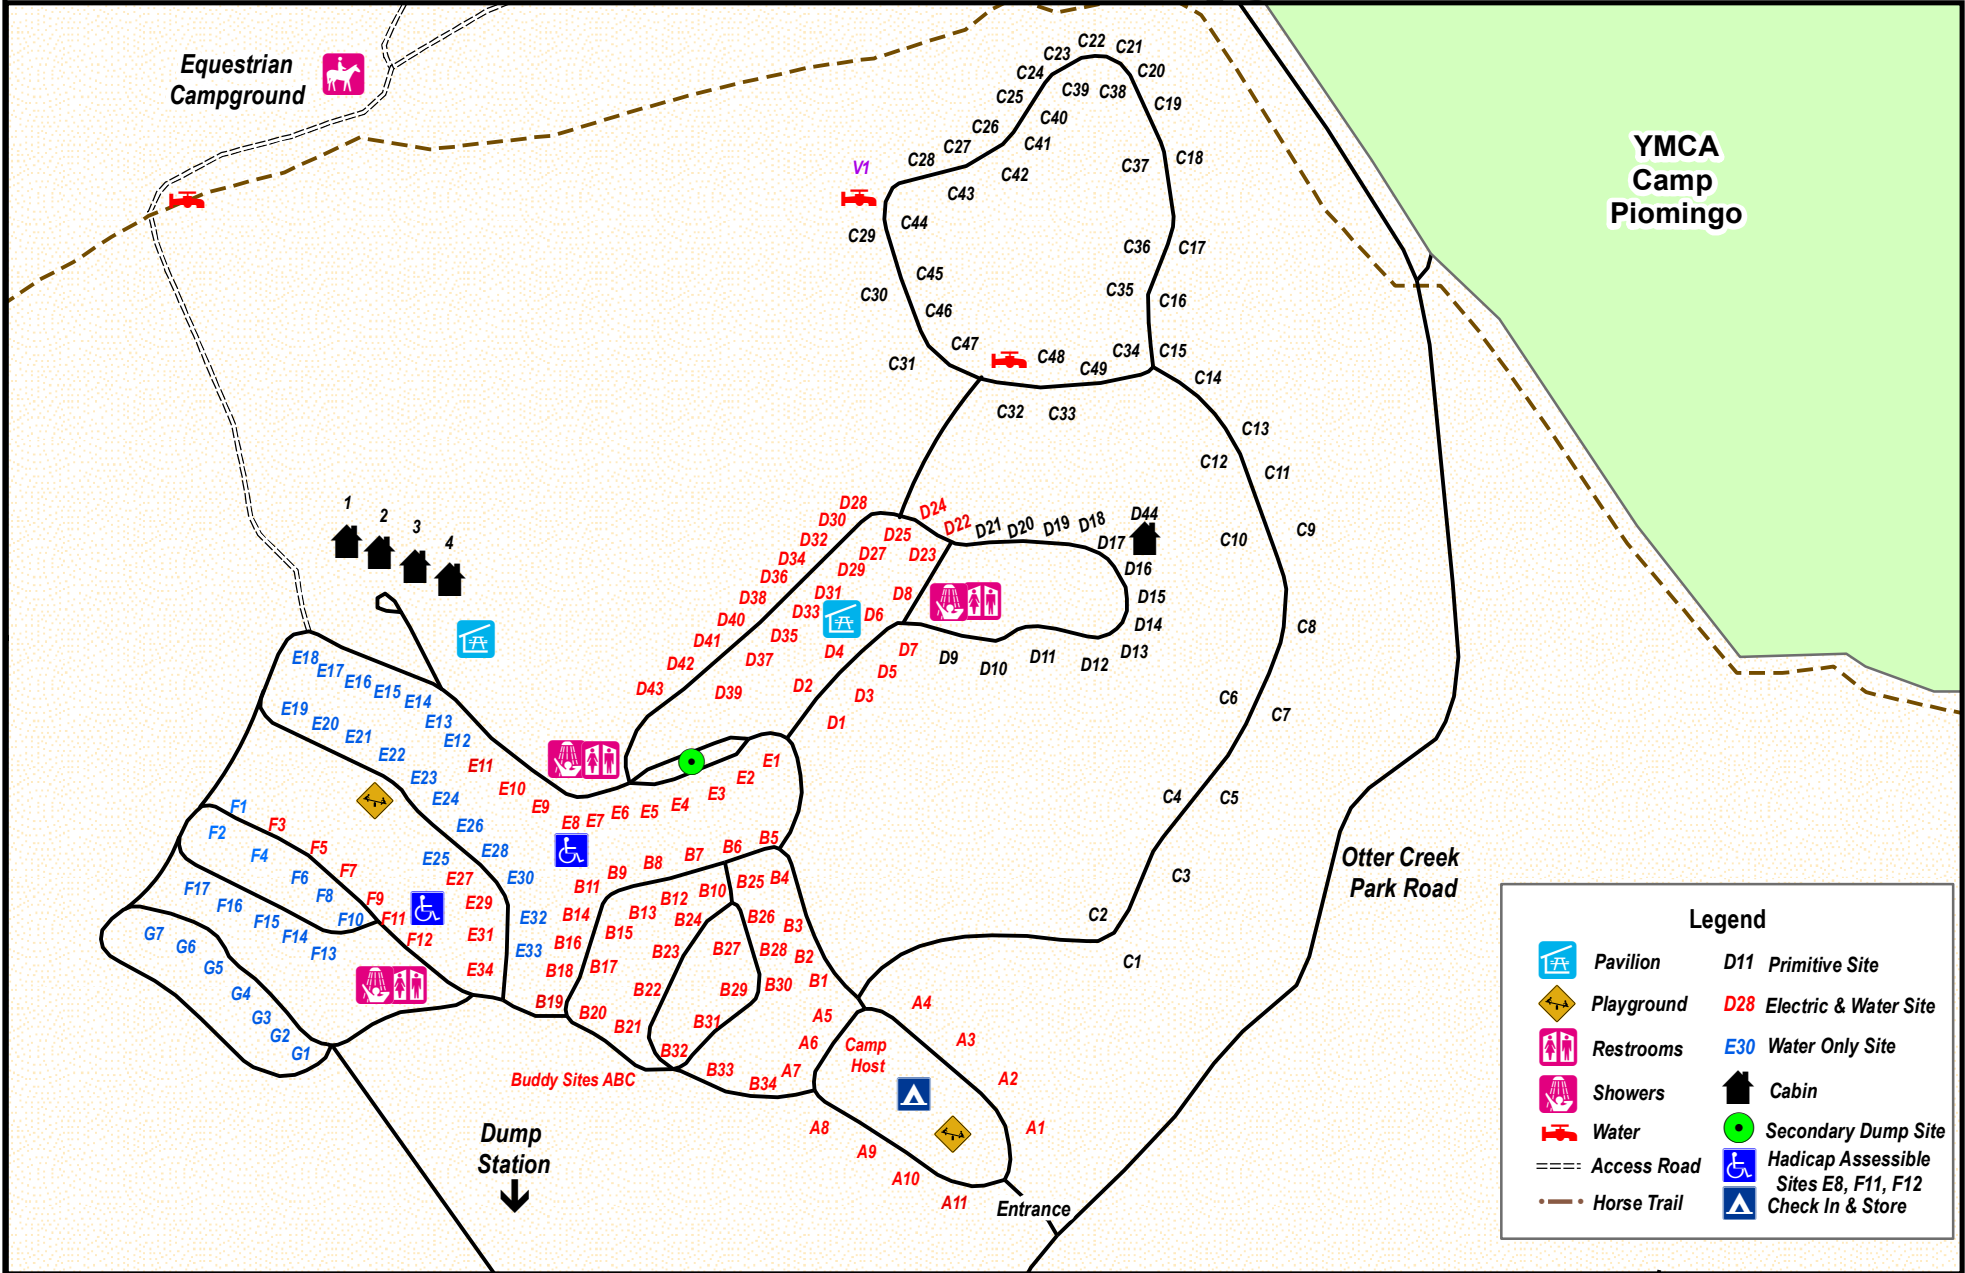 Equestrian
Campground
YMCA
Camp
Piomingo
C22
C21
C23
C20
C24
C39
C38
C19
C25
C40
C26
C41
C27
C28
C18
C37
V1
C42
C43
C44
C29
C36
C17
C45
C30
C35
C16
C46
C47
C48
C34
C15
C31
C49
C14
C32
C33
C13
C12
C11
C10
C9
C8
C6
C7
C4
C5
C3
C2
C1
1
2
3
4
D28
D24
D30
D22
D21
D20
D19
D18
D44
D32
D25
D17
D34
D27
D23
D36
D29
D16
D38
D31
D8
D15
D40
D33
D6
D14
D41
D35
D4
D7
D9
D11
D13
D42
D37
D5
D10
D12
D43
D39
D2
D3
D1
E18
E17
E16
E15
E14
E19
E20
E13
E21
E12
E22
E11
E1
E23
E10
E2
E24
E9
E3
E4
E5
E6
E7
E8
E26
E28
E25
E27
E30
E29
E32
E31
E33
E34
F1
F3
F2
F5
F4
F7
F6
F8
F9
F10
F11
F12
F17
F16
F15
F14
F13
G7
G6
G5
G4
G3
G2
G1
B5
B6
B7
B8
B9
B4
B25
B10
B11
B12
B13
B14
B24
B26
B3
B15
B16
B23
B27
B28
B2
B17
B18
B1
B22
B29
B30
B19
B20
B21
B31
B32
B33
B34
A5
A4
A6
A3
A7
A2
A8
A1
A9
A10
A11
Camp
Host
Buddy Sites ABC
Dump
Station
Entrance
Otter Creek
Park Road
Legend
Pavilion
D11 Primitive Site
Playground
D28 Electric & Water Site
Restrooms
E30 Water Only Site
Showers
Cabin
Water
Secondary Dump Site
Access Road
Hadicap Assessible
Sites E8, F11, F12
Horse Trail
Check In & Store